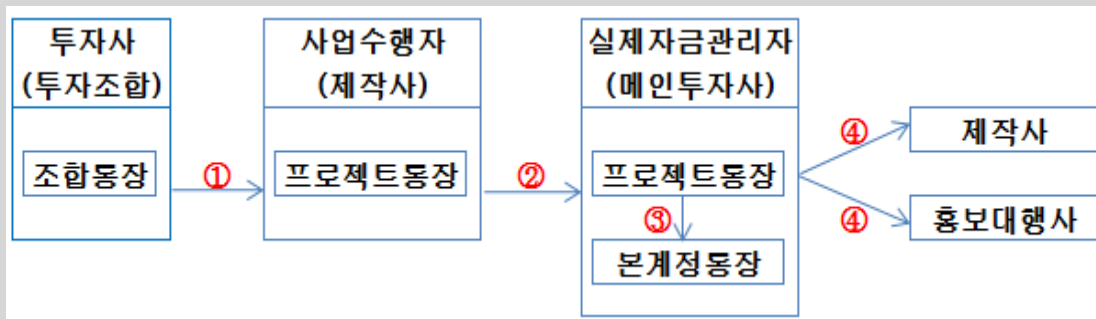 투자사
(투자조합)
조합통장
①
사업수행자
(제작사)
프로젝트통장
②
실제자금관리자
(메인투자사)
프로젝트통장
③
본계정통장
④
제작사
④
홍보대행사